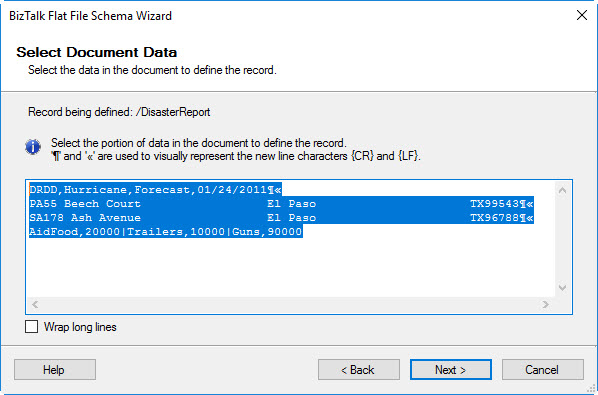 BizTalk Flat File Schema Wizard
Select Document Data
Select the data in the document to define the record.
Record being defined: /DisasterReport
Select the portion of data in the document to define the record.
'¶' and '«' are used to visually represent the new line characters {CR} and {LF}.
DRDD,Hurricane,Forecast,01/24/2011¶«
PA55 Beech Court                El Paso                   TX99543¶«
SA178 Ash Avenue                El Paso                   TX96788¶«
AidFood,20000|Trailers,10000|Guns,90000
Wrap long lines
Help < Back Next > Cancel